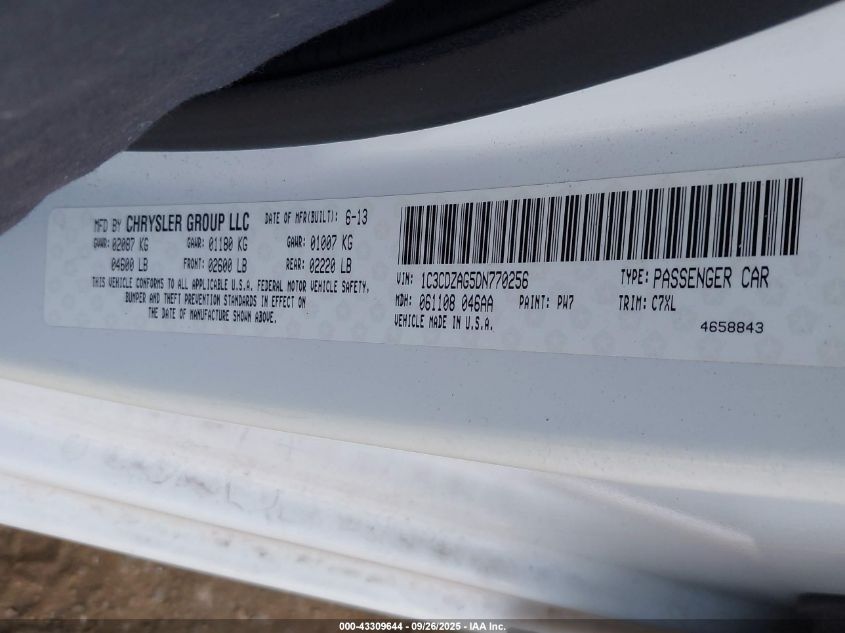 MFD BY CHRYSLER GROUP LLC DATE OF MFR(BUILT): 6-13
GVWR: 02087 KG GAWR: 01180 KG GAWR: 01007 KG
04600 LB FRONT: 02600 LB REAR: 02220 LB
THIS VEHICLE CONFORMS TO ALL APPLICABLE U.S.A. FEDERAL MOTOR VEHICLE SAFETY,
BUMPER AND THEFT PREVENTION STANDARDS IN EFFECT ON
THE DATE OF MANUFACTURE SHOWN ABOVE.
VIN: 1C3CDZAG5DN770256 TYPE: PASSENGER CAR
MDH: 061108 046AA PAINT: PW7 TRIM: C7XL
VEHICLE MADE IN U.S.A.
4658843
000-43309644 - 09/26/2025 - IAA Inc.